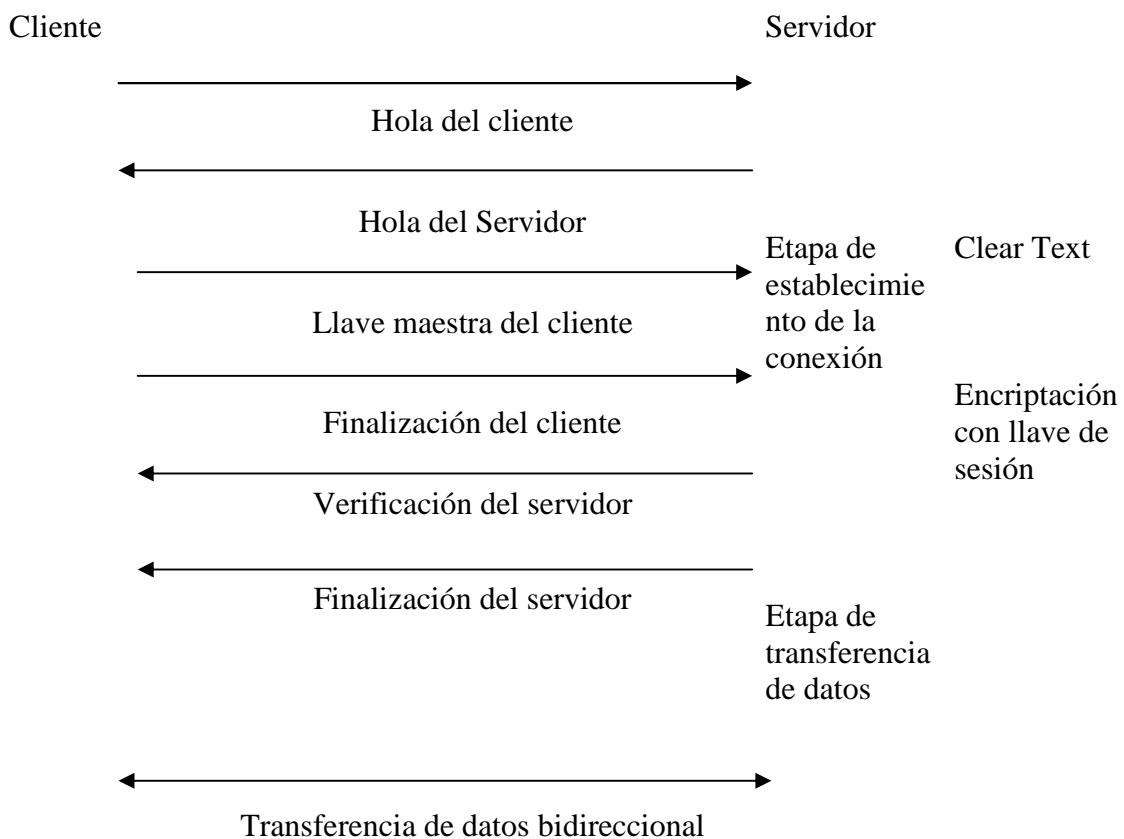 Cliente
Servidor
Hola del cliente
Hola del Servidor
Etapa de
establecimie
nto de la
conexión
Clear Text
Llave maestra del cliente
Finalización del cliente
Encriptación
con llave de
sesión
Verificación del servidor
Finalización del servidor
Etapa de
transferencia
de datos
Transferencia de datos bidireccional